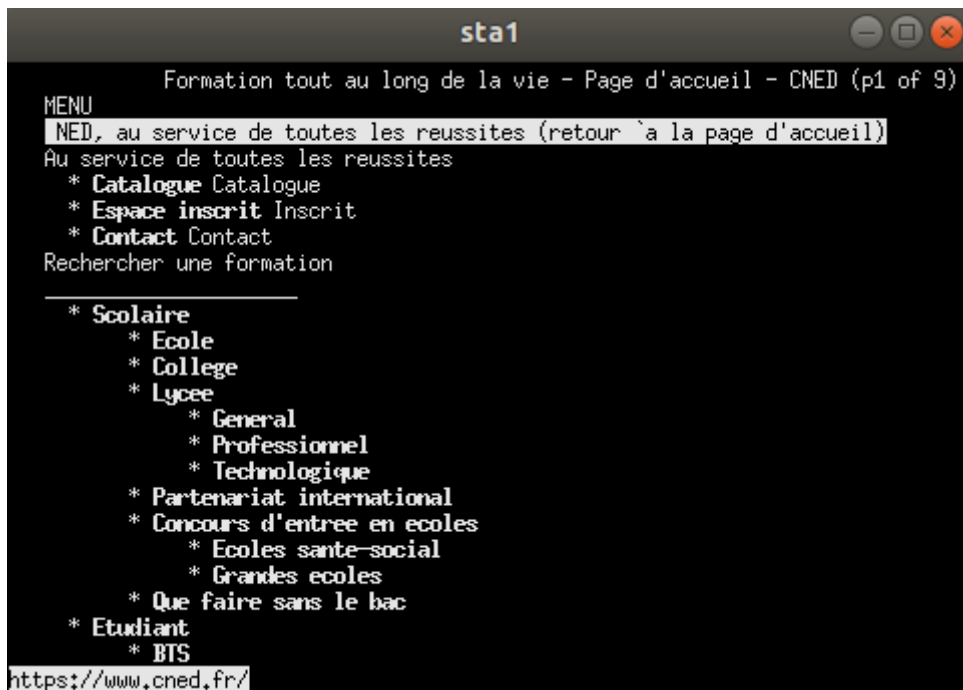 sta1
Formation tout au long de la vie - Page d'accueil - CNED (p1 of 9)
MENU
NED, au service de toutes les reussites (retour `a la page d'accueil)
Au service de toutes les reussites
* Catalogue Catalogue
* Espace inscrit Inscrit
* Contact Contact
Rechercher une formation
____________________
* Scolaire
* Ecole
* College
* Lycee
* General
* Professionnel
* Technologique
* Partenariat international
* Concours d'entree en ecoles
* Ecoles sante-social
* Grandes ecoles
* Que faire sans le bac
* Etudiant
* BTS
https://www.cned.fr/